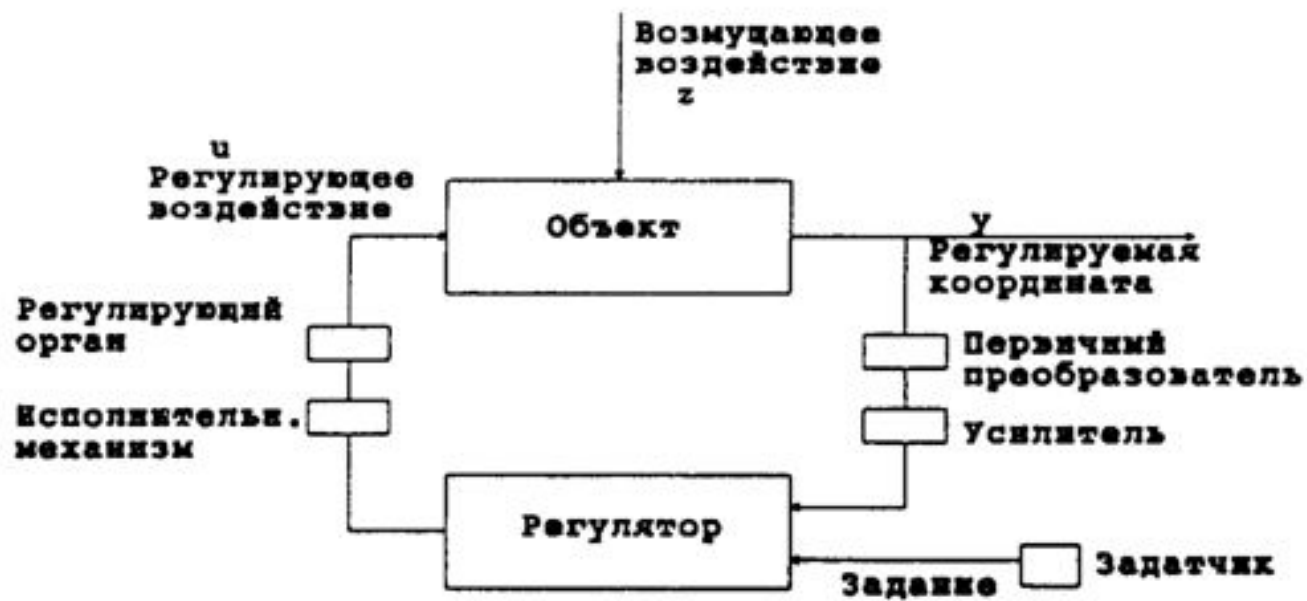 Возмущающее
воздействие
z
u
Регулирующее
воздействие
Объект
y
Регулируемая
координата
Регулирующий
орган
Первичный
преобразователь
Исполнительн.
механизм
Усилитель
Регулятор
Задание
Задатчик